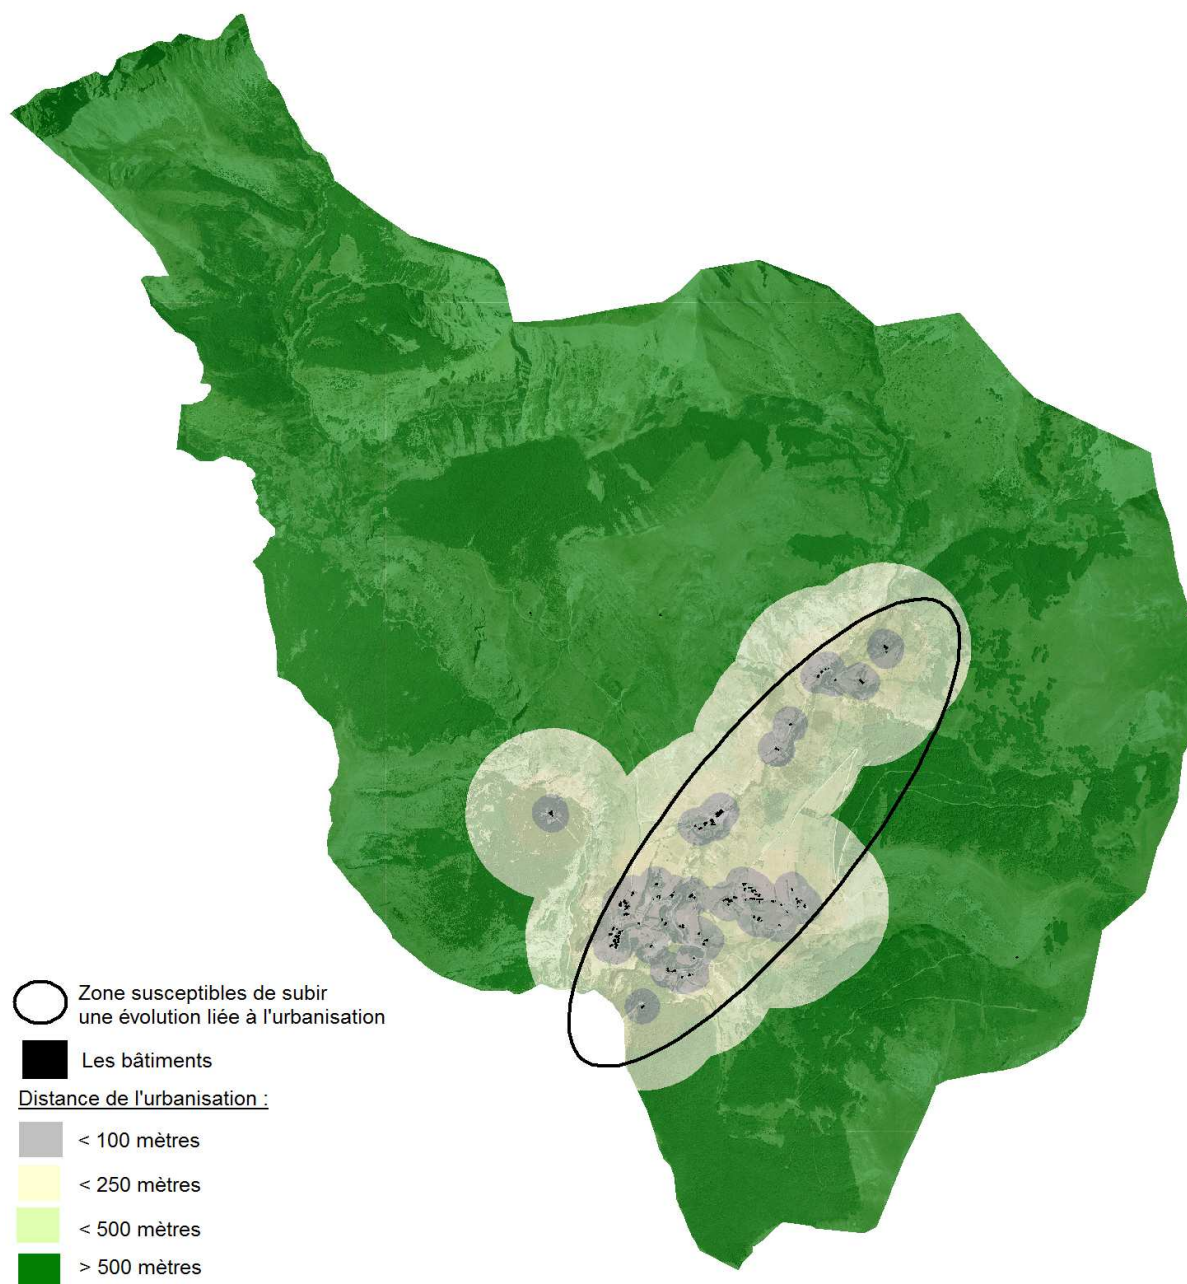 Zone susceptibles de subir
une évolution liée à l'urbanisation
Les bâtiments
Distance de l'urbanisation :
< 100 mètres
< 250 mètres
< 500 mètres
> 500 mètres